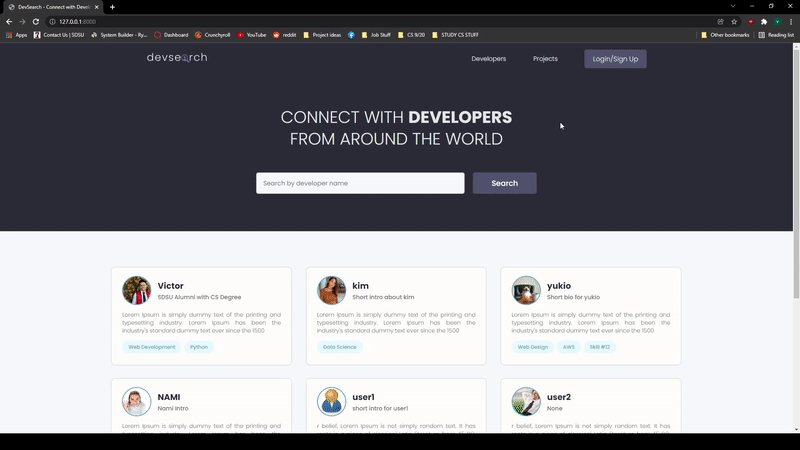 DevSearch - Connect with Devel
127.0.0.1:8000
Apps
Contact Us | SDSU
System Builder - Py...
Dashboard
Crunchyroll
YouTube
reddit
Project ideas
Job Stuff
CS 9/20
STUDY CS STUFF
Other bookmarks
Reading list
devsearch
Developers
Projects
Login/Sign Up
CONNECT WITH DEVELOPERS
FROM AROUND THE WORLD
Search by developer name
Search
Victor
SDSU Alumni with CS Degree
Lorem Ipsum is simply dummy text of the printing and
typesetting industry. Lorem Ipsum has been the
industry's standard dummy text ever since the 1500
Web Development
Python
kim
Short intro about kim
Lorem Ipsum is simply dummy text of the printing and
typesetting industry. Lorem Ipsum has been the
industry's standard dummy text ever since the 1500
Data Science
yukio
Short bio for yukio
Lorem Ipsum is simply dummy text of the printing and
typesetting industry. Lorem Ipsum has been the
industry's standard dummy text ever since the 1500
Web Design
AWS
Skill #12
NAMI
Nami Intro
Lorem Ipsum is simply dummy text of the printing and
user1
short intro for user1
r belief, Lorem Ipsum is not simply random text. It has
user2
None
r belief, Lorem Ipsum is not simply random text. It has